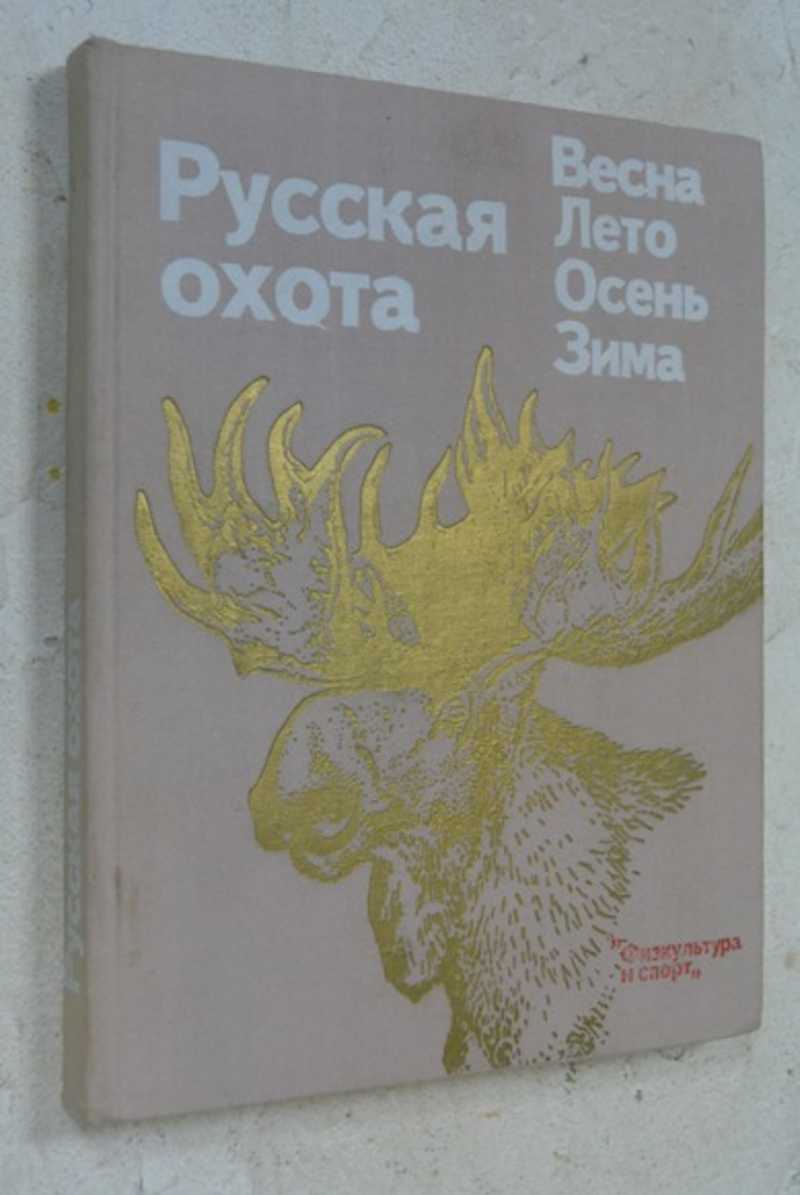 Русская
охота
Весна
Лето
Осень
Зима
"Физкультура
и спорт"
Русская охота